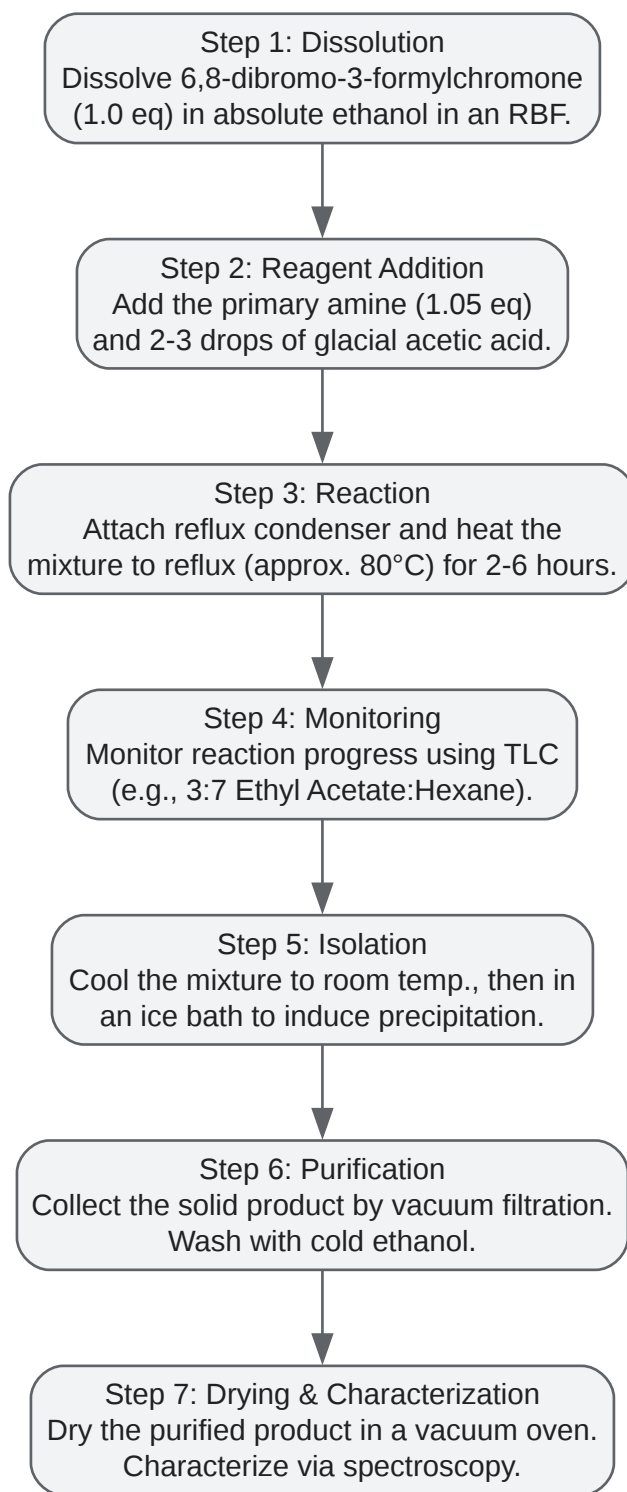 Step 1: Dissolution
Dissolve 6,8-dibromo-3-formylchromone
(1.0 eq) in absolute ethanol in an RBF.
Step 2: Reagent Addition
Add the primary amine (1.05 eq)
and 2-3 drops of glacial acetic acid.
Step 3: Reaction
Attach reflux condenser and heat the
mixture to reflux (approx. 80°C) for 2-6 hours.
Step 4: Monitoring
Monitor reaction progress using TLC
(e.g., 3:7 Ethyl Acetate:Hexane).
Step 5: Isolation
Cool the mixture to room temp., then in
an ice bath to induce precipitation.
Step 6: Purification
Collect the solid product by vacuum filtration.
Wash with cold ethanol.
Step 7: Drying & Characterization
Dry the purified product in a vacuum oven.
Characterize via spectroscopy.